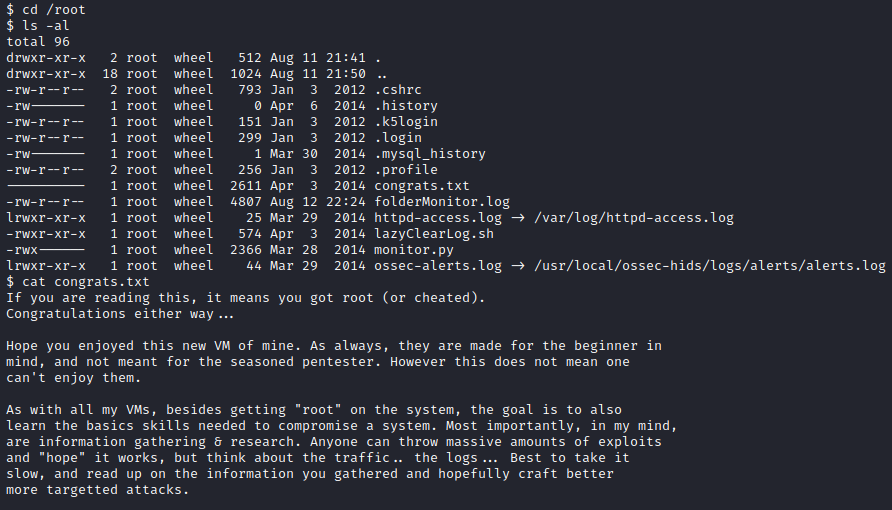 $ cd /root
$ ls -al
total 96
drwxr-xr-x   2 root  wheel   512 Aug 11 21:41 .
drwxr-xr-x  18 root  wheel  1024 Aug 11 21:50 ..
-rw-r--r--   2 root  wheel   793 Jan  3  2012 .cshrc
-rw-------   1 root  wheel     0 Apr  6  2014 .history
-rw-r--r--   1 root  wheel   151 Jan  3  2012 .k5login
-rw-r--r--   1 root  wheel   299 Jan  3  2012 .login
-rw-------   1 root  wheel     1 Mar 30  2014 .mysql_history
-rw-r--r--   2 root  wheel   256 Jan  3  2012 .profile
----------   1 root  wheel  2611 Apr  3  2014 congrats.txt
-rw-r--r--   1 root  wheel  4807 Aug 12 22:24 folderMonitor.log
lrwxr-xr-x   1 root  wheel    25 Mar 29  2014 httpd-access.log -> /var/log/httpd-access.log
-rwxr-xr-x   1 root  wheel   574 Apr  3  2014 lazyClearLog.sh
-rwx------   1 root  wheel  2366 Mar 28  2014 monitor.py
lrwxr-xr-x   1 root  wheel    44 Mar 29  2014 ossec-alerts.log -> /usr/local/ossec-hids/logs/alerts/alerts.log
$ cat congrats.txt
If you are reading this, it means you got root (or cheated).
Congratulations either way...
Hope you enjoyed this new VM of mine. As always, they are made for the beginner in
mind, and not meant for the seasoned pentester. However this does not mean one
can't enjoy them.
As with all my VMs, besides getting "root" on the system, the goal is to also
learn the basics skills needed to compromise a system. Most importantly, in my mind,
are information gathering & research. Anyone can throw massive amounts of exploits
and "hope" it works, but think about the traffic.. the logs... Best to take it
slow, and read up on the information you gathered and hopefully craft better
more targetted attacks.